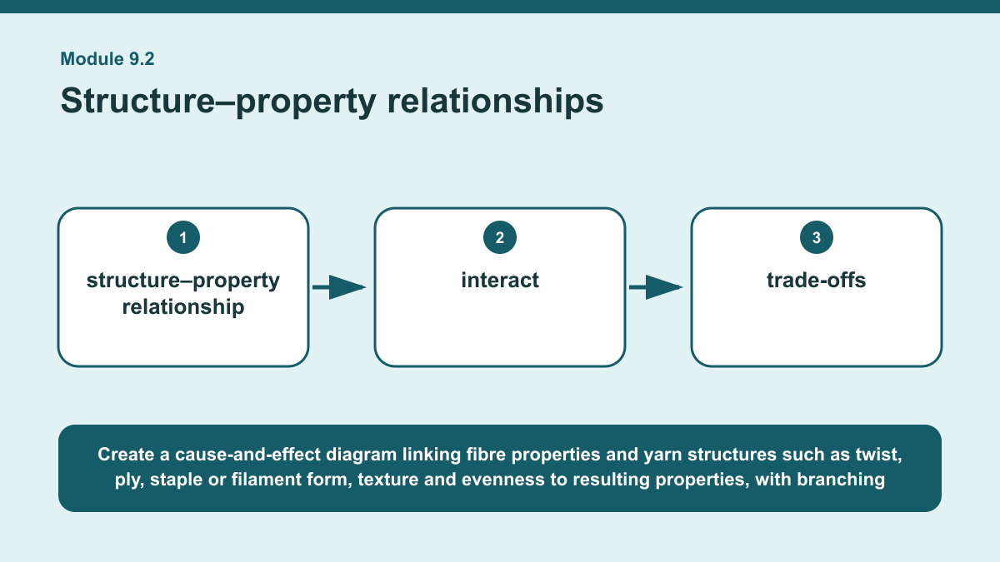 Module 9.2
Structure–property relationships
1
structure–property
relationship
2
interact
3
trade-offs
Create a cause-and-effect diagram linking fibre properties and yarn structures such as twist,
ply, staple or filament form, texture and evenness to resulting properties, with branching